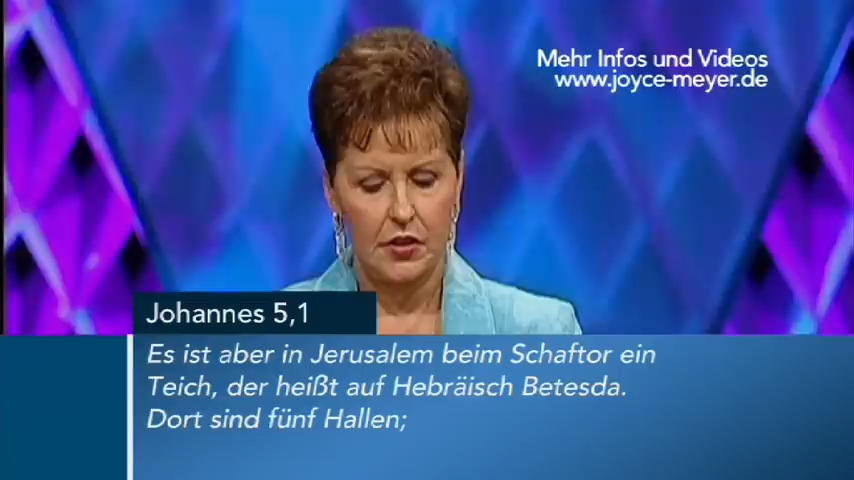 Mehr Infos und Videos
www.joyce-meyer.de
Johannes 5,1
Es ist aber in Jerusalem beim Schaftor ein
Teich, der heißt auf Hebräisch Betesda.
Dort sind fünf Hallen;